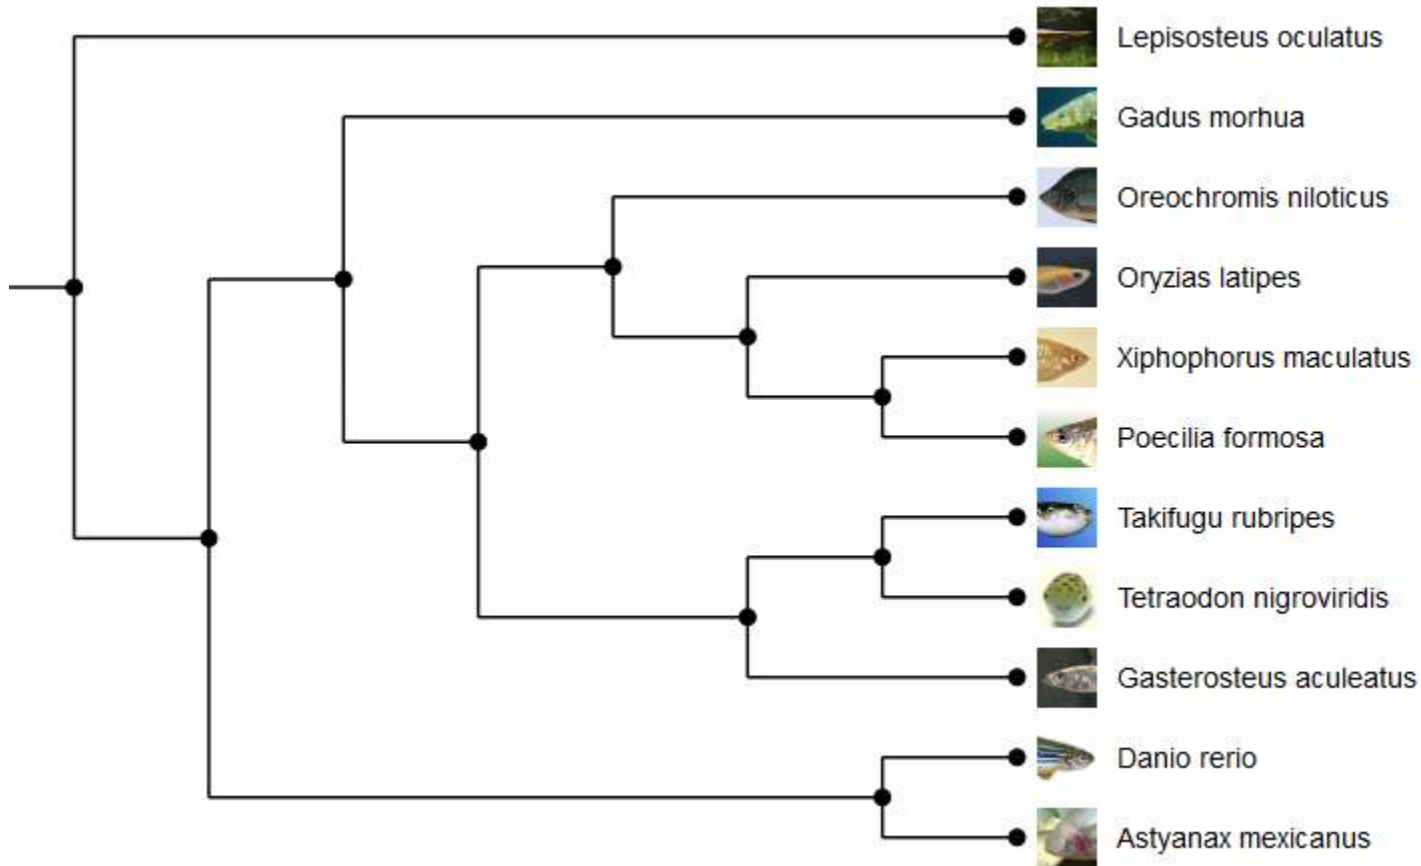 Lepisosteus oculatus
Gadus morhua
Oreochromis niloticus
Oryzias latipes
Xiphophorus maculatus
Poecilia formosa
Takifugu rubripes
Tetraodon nigroviridis
Gasterosteus aculeatus
Danio rerio
Astyanax mexicanus